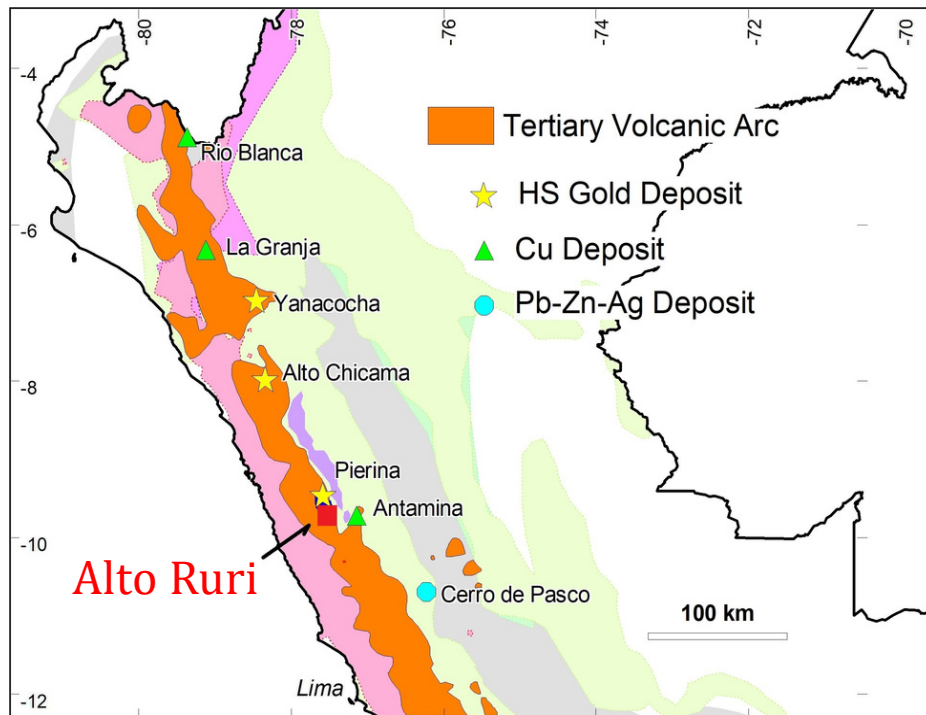 -80
-78
-76
-74
-72
-70
-4
Tertiary Volcanic Arc
Rio Blanca
HS Gold Deposit
-6
La Granja
Cu Deposit
Yanacocha
Pb-Zn-Ag Deposit
-8
Alto Chicama
Pierina
Antamina
-10
Alto Ruri
Cerro de Pasco
100 km
Lima
-12